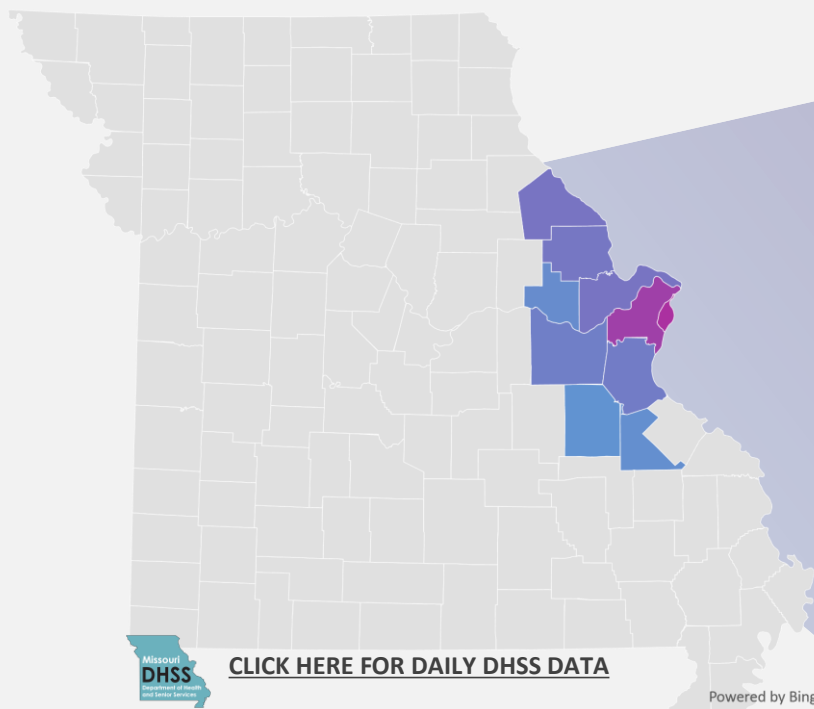 Missouri
DHSS
Department of Health
and Senior Services
CLICK HERE FOR DAILY DHSS DATA
Powered by Bing